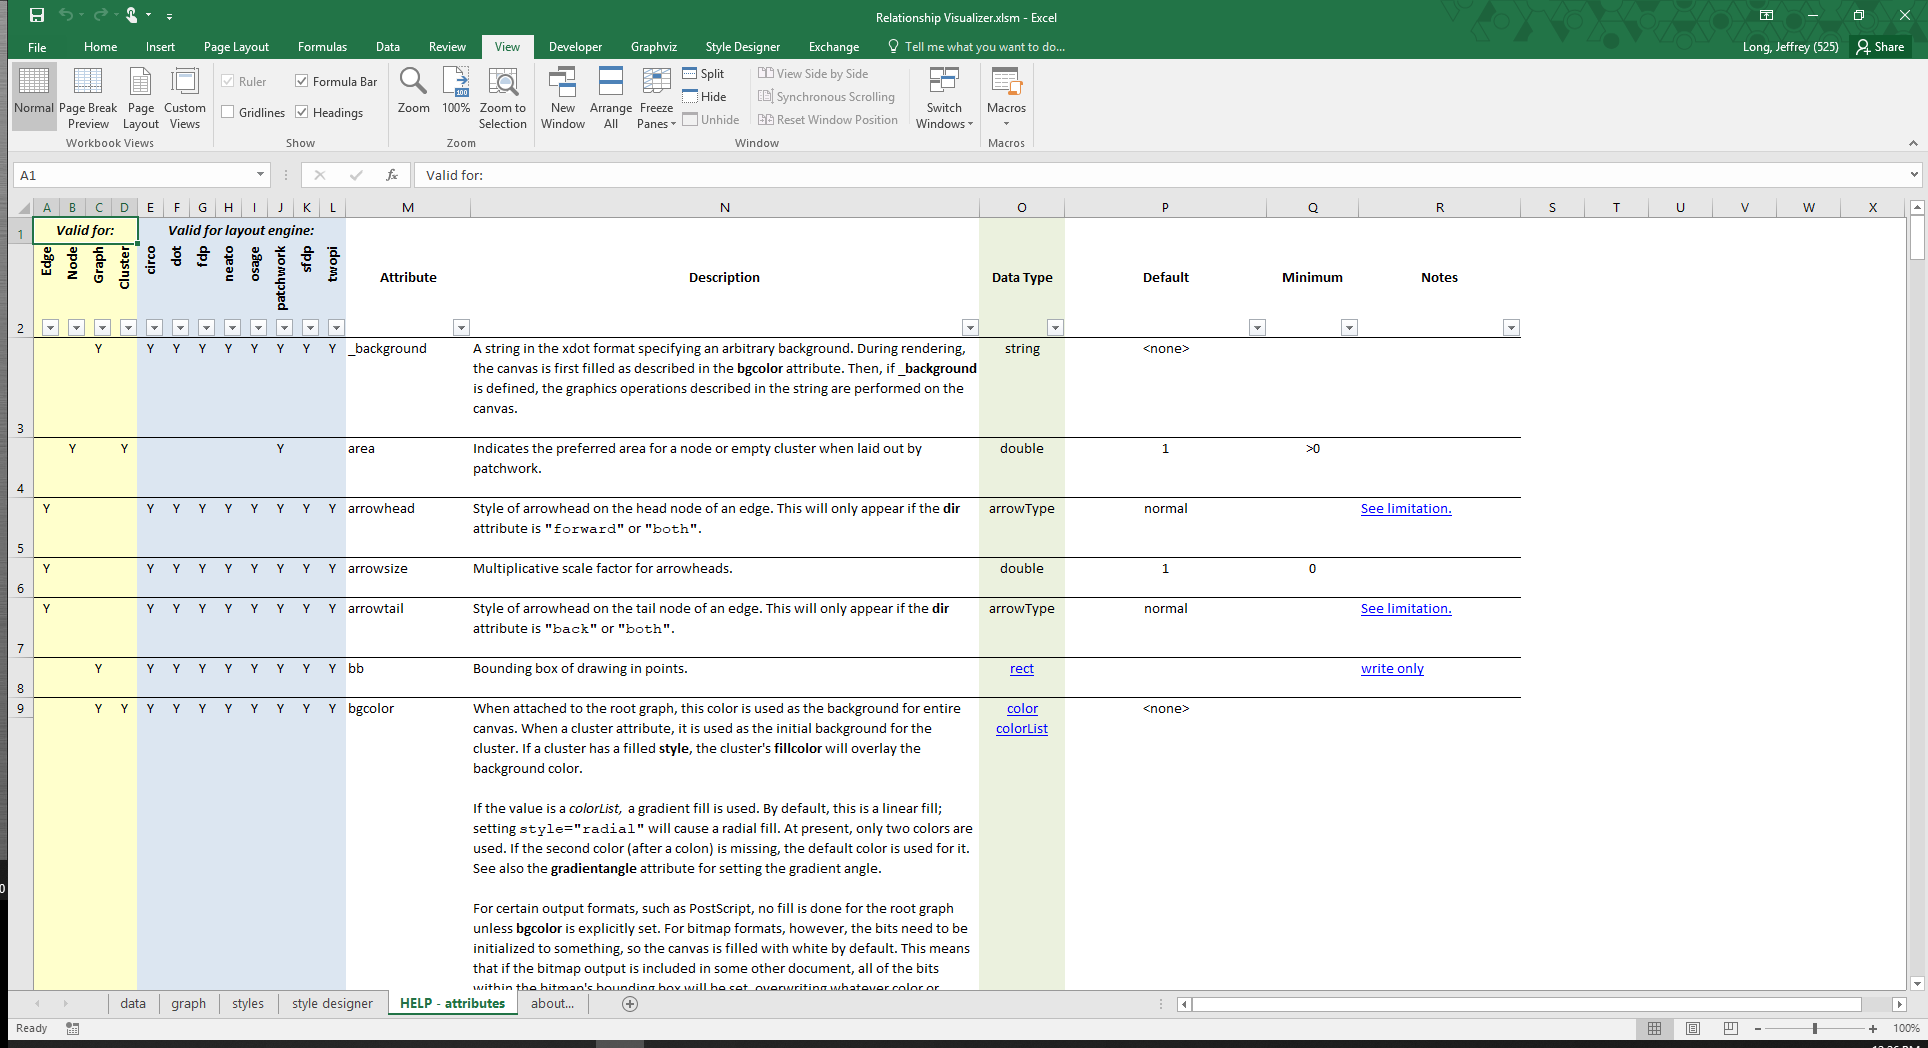 Relationship Visualizer.xlsm - Excel
File Home Insert Page Layout Formulas Data Review View Developer Graphviz Style Designer Exchange Tell me what you want to do... Long, Jeffrey (525) Share
Normal
Page Break Preview
Page Layout
Custom Views
Workbook Views
Ruler
Formula Bar
Gridlines
Headings
Show
Zoom
100
100%
Zoom to Selection
Zoom
New Window
Arrange All
Freeze Panes
Split
Hide
Unhide
View Side by Side
Synchronous Scrolling
Reset Window Position
Window
Switch Windows
Macros
Macros
A1 fx Valid for:
A B C D E F G H I J K L M N O P Q R S T U V W X
1 Valid for: Valid for layout engine:
2 Edge Node Graph Cluster circo dot fdp neato osage patchwork sfdp twopi Attribute Description Data Type Default Minimum Notes
Y Y Y Y Y Y Y Y Y _background A string in the xdot format specifying an arbitrary background. During rendering, string <none>
the canvas is first filled as described in the bgcolor attribute. Then, if _background
is defined, the graphics operations described in the string are performed on the
canvas.
3
Y Y Y area Indicates the preferred area for a node or empty cluster when laid out by double 1 >0
patchwork.
4
Y Y Y Y Y Y Y Y Y arrowhead Style of arrowhead on the head node of an edge. This will only appear if the dir arrowType normal See limitation.
attribute is "forward" or "both".
5
Y Y Y Y Y Y Y Y Y arrowsize Multiplicative scale factor for arrowheads. double 1 0
6
Y Y Y Y Y Y Y Y Y arrowtail Style of arrowhead on the tail node of an edge. This will only appear if the dir arrowType normal See limitation.
attribute is "back" or "both".
7
Y Y Y Y Y Y Y Y Y bb Bounding box of drawing in points. rect write only
8
9 Y Y Y Y Y Y Y Y Y Y bgcolor When attached to the root graph, this color is used as the background for entire color <none>
canvas. When a cluster attribute, it is used as the initial background for the colorList
cluster. If a cluster has a filled style, the cluster's fillcolor will overlay the
background color.
If the value is a colorList, a gradient fill is used. By default, this is a linear fill;
setting style="radial" will cause a radial fill. At present, only two colors are
used. If the second color (after a colon) is missing, the default color is used for it.
See also the gradientangle attribute for setting the gradient angle.
For certain output formats, such as PostScript, no fill is done for the root graph
unless bgcolor is explicitly set. For bitmap formats, however, the bits need to be
initialized to something, so the canvas is filled with white by default. This means
that if the bitmap output is included in some other document, all of the bits
within the bitmap's bounding box will be set, overwriting whatever color or
data graph styles style designer HELP - attributes about...
Ready 100%